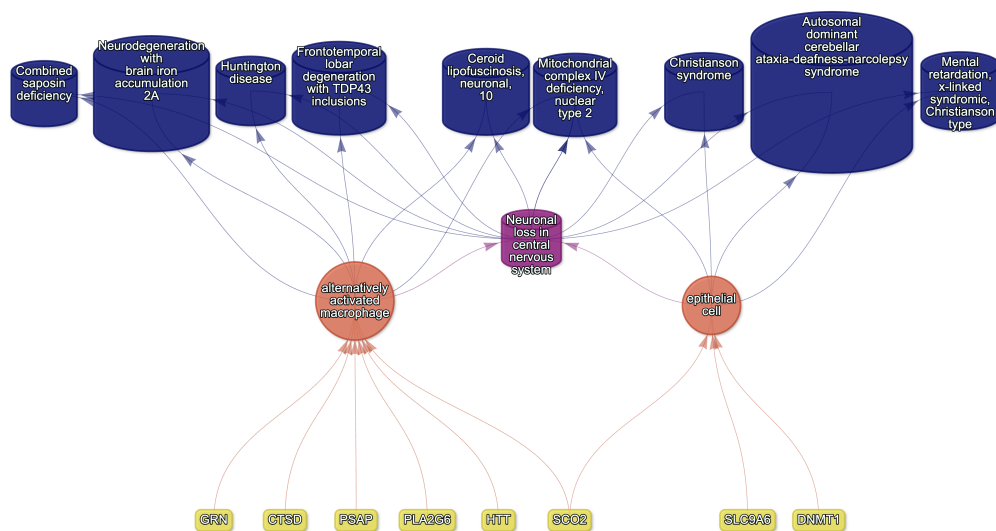 Combined
saposin
deficiency
Neurodegeneration
with
brain iron
accumulation
2A
Huntington
disease
Frontotemporal
lobar
degeneration
with TDP43
inclusions
Ceroid
lipofuscinosis,
neuronal,
10
Mitochondrial
complex IV
deficiency,
nuclear
type 2
Christianson
syndrome
Autosomal
dominant
cerebellar
ataxia-deafness-narcolepsy
syndrome
Mental
retardation,
x-linked
syndromic,
Christianson
type
Neuronal
loss in
central
nervous
system
alternatively
activated
macrophage
epithelial
cell
GRN
CTSD
PSAP
PLA2G6
HTT
SCO2
SLC9A6
DNMT1